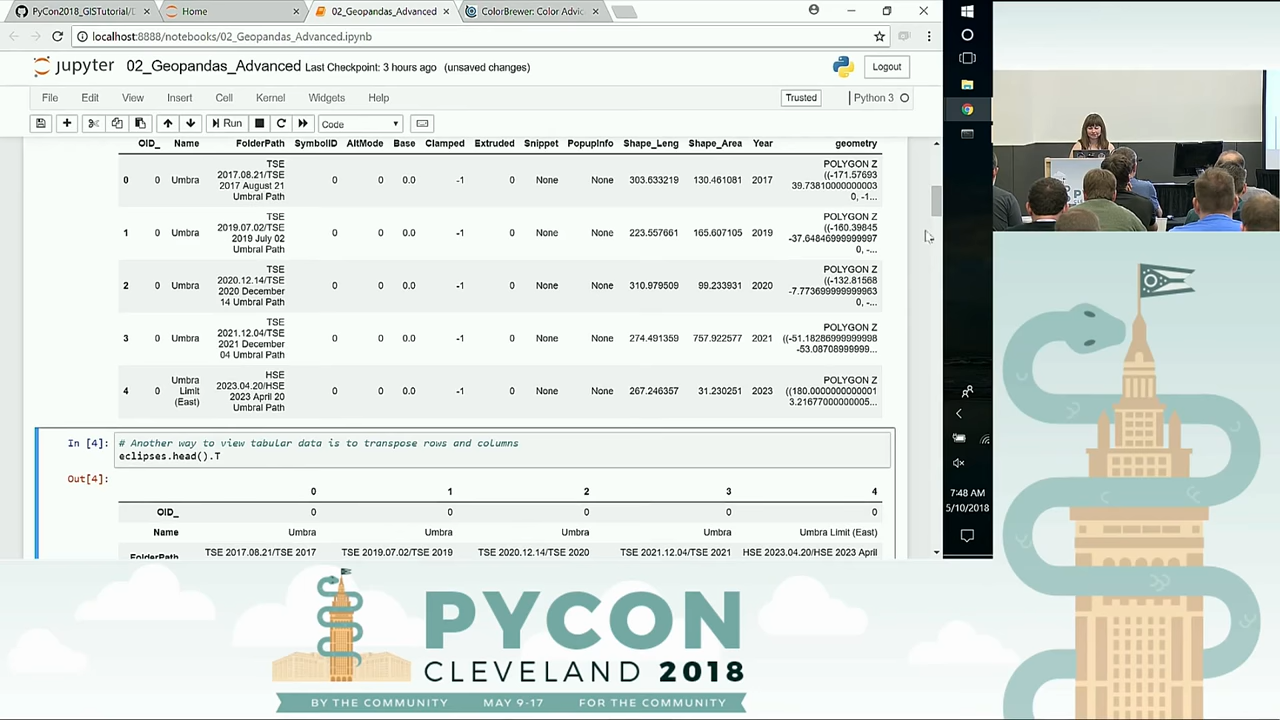 PyCon2018_GISTutorial/D
Home
02_Geopandas_Advanced
ColorBrewer: Color Advic
localhost:8888/notebooks/02_Geopandas_Advanced.ipynb
jupyter 02_Geopandas_Advanced Last Checkpoint: 3 hours ago (unsaved changes)
Logout
File Edit View Insert Cell Kernel Widgets Help
Trusted
Python 3
Run
Code
OID_ Name FolderPath SymbolID AltMode Base Clamped Extruded Snippet PopupInfo Shape_Leng Shape_Area Year geometry
TSE
2017.08.21/TSE
2017 August 21
Umbral Path
0 0 Umbra 0 0 0.0 -1 0 None None 303.633219 130.461081 2017
POLYGON Z
((-171.57693
39.73810000000003
0, -1...
TSE
2019.07.02/TSE
2019 July 02
Umbral Path
1 0 Umbra 0 0 0.0 -1 0 None None 223.557661 165.607105 2019
POLYGON Z
((-160.39845
-37.64846999999997
0, -...
TSE
2020.12.14/TSE
2020 December
14 Umbral Path
2 0 Umbra 0 0 0.0 -1 0 None None 310.979509 99.233931 2020
POLYGON Z
((-132.81568
-7.773699999999963
0, -...
TSE
2021.12.04/TSE
2021 December
04 Umbral Path
3 0 Umbra 0 0 0.0 -1 0 None None 274.491359 757.922577 2021
POLYGON Z
((-51.18286999999998
-53.08708999999...
HSE
2023.04.20/HSE
2023 April 20
Umbral Path
4 0 Umbra Limit (East) 0 0 0.0 -1 0 None None 267.246357 31.230251 2023
POLYGON Z
((180.0000000000001
3.21677000000005...
In [4]: # Another way to view tabular data is to transpose rows and columns
eclipses.head().T
Out[4]:
0 1 2 3 4
OID_ 0 0 0 0 0
Name Umbra Umbra Umbra Umbra Umbra Limit (East)
FolderPath TSE 2017.08.21/TSE 2017 TSE 2019.07.02/TSE 2019 TSE 2020.12.14/TSE 2020 TSE 2021.12.04/TSE 2021 HSE 2023.04.20/HSE 2023 April
7:48 AM
5/10/2018
PYCON
CLEVELAND 2018
BY THE COMMUNITY MAY 9-17 FOR THE COMMUNITY